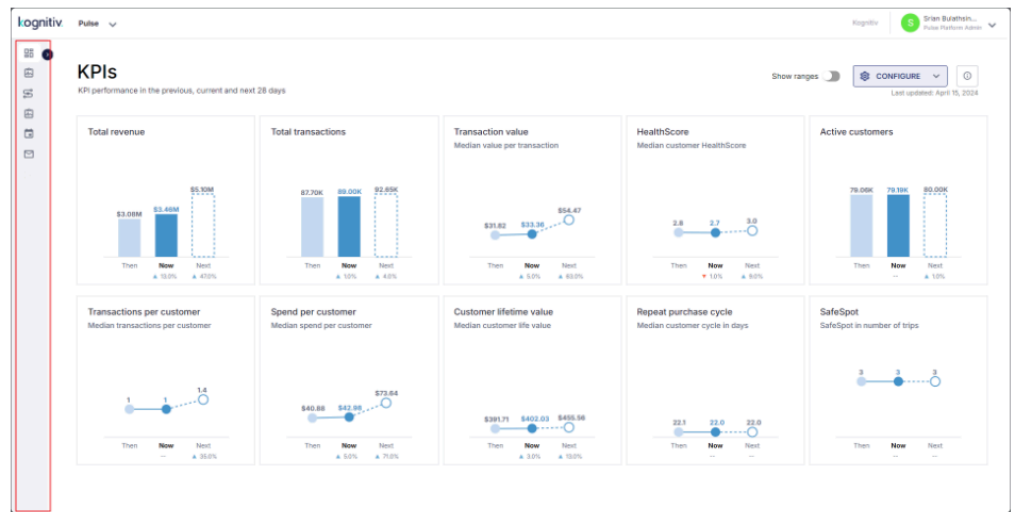 kognitiv. Pulse
Kognitiv
S
Srian Bulathsin...
Pulse Platform Admin
KPIs
KPI performance in the previous, current and next 28 days
Show ranges
CONFIGURE
Last updated: April 15, 2024
Total revenue
$3.08M $3.46M $5.10M
Then Now Next
▲ 13.0% ▲ 47.0%
Total transactions
87.70K 89.00K 92.65K
Then Now Next
▲ 1.0% ▲ 4.0%
Transaction value
Median value per transaction
$31.82 $33.36 $54.47
Then Now Next
▲ 5.0% ▲ 63.0%
HealthScore
Median customer HealthScore
2.8 2.7 3.0
Then Now Next
▼ 1.0% ▲ 9.0%
Active customers
79.06K 79.19K 80.00K
Then Now Next
-- ▲ 1.0%
Transactions per customer
Median transactions per customer
1 1 1.4
Then Now Next
-- ▲ 35.0%
Spend per customer
Median spend per customer
$40.88 $42.98 $73.64
Then Now Next
▲ 5.0% ▲ 71.0%
Customer lifetime value
Median customer life value
$391.71 $402.03 $455.56
Then Now Next
▲ 3.0% ▲ 13.0%
Repeat purchase cycle
Median customer cycle in days
22.1 22.0 22.0
Then Now Next
-- --
SafeSpot
SafeSpot in number of trips
3 3 3
Then Now Next
-- --